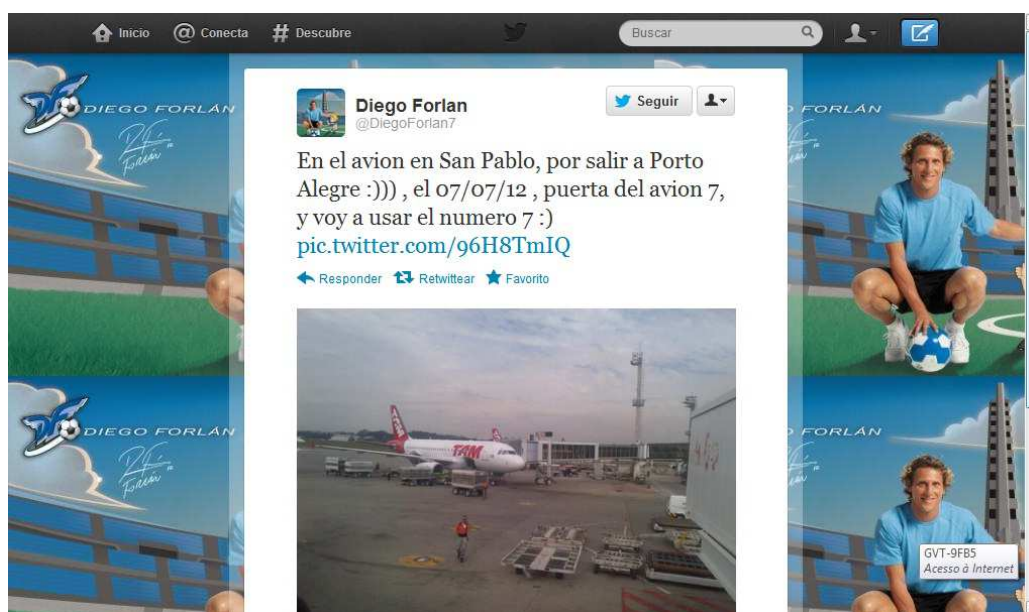 Inicio
@ Conecta
# Descubre
Buscar
DIEGO FORLÁN
FORLÁN
Diego Forlan
@DiegoForlan7
Seguir
En el avion en San Pablo, por salir a Porto
Alegre :))) , el 07/07/12 , puerta del avion 7,
y voy a usar el numero 7 :)
pic.twitter.com/96H8TmIQ
Responder Retwittear Favorito
TAM
DIEGO FORLÁN
FORLÁN
GVT-9FB5
Acesso à Internet